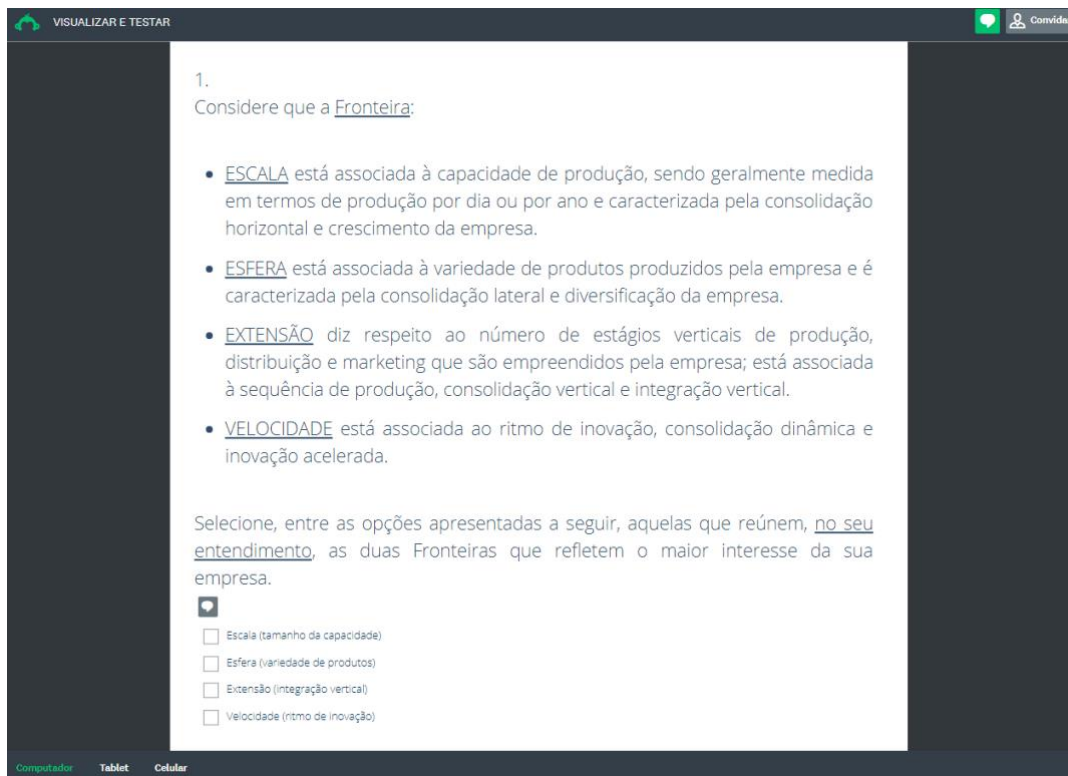 VISUALIZAR E TESTAR
1.
Considere que a Fronteira:
ESCALA está associada à capacidade de produção, sendo geralmente medida
em termos de produção por dia ou por ano e caracterizada pela consolidação
horizontal e crescimento da empresa.
ESFERA está associada à variedade de produtos produzidos pela empresa e é
caracterizada pela consolidação lateral e diversificação da empresa.
EXTENSÃO diz respeito ao número de estágios verticais de produção,
distribuição e marketing que são empreendidos pela empresa; está associada
à sequência de produção, consolidação vertical e integração vertical.
VELOCIDADE está associada ao ritmo de inovação, consolidação dinâmica e
inovação acelerada.
Selecione, entre as opções apresentadas a seguir, aquelas que reúnem, no seu
entendimento, as duas Fronteiras que refletem o maior interesse da sua
empresa.
Escala (tamanho da capacidade)
Esfera (variedade de produtos)
Extensão (integração vertical)
Velocidade (ritmo de inovação)
Computador Tablet Celular